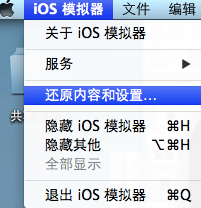 iOS 模拟器 文件 编辑
关于 iOS 模拟器
服务 ▶
还原内容和设置...
隐藏 iOS 模拟器 ⌘H
隐藏其他 ⌥⌘H
全部显示
退出 iOS 模拟器 ⌘Q
共